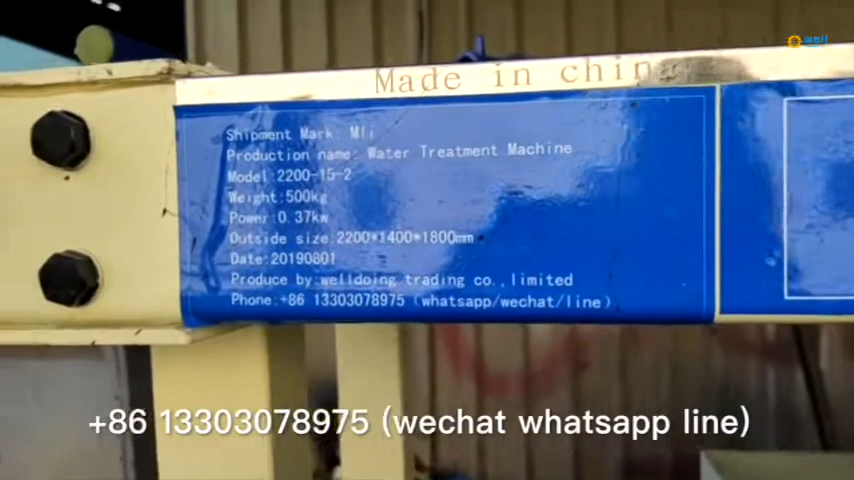 well
Made in china
Shipment Mark: Mli
Production name: Water Treatment Machine
Model:2200-15-2
Weight:500kg
Power:0.37kw
Outside size:2200*1400*1800mm
Date:20190801
Produce by:welldoing trading co.,limited
Phone:+86 13303078975 (whatsapp/wechat/line)
+86 13303078975 (wechat whatsapp line)